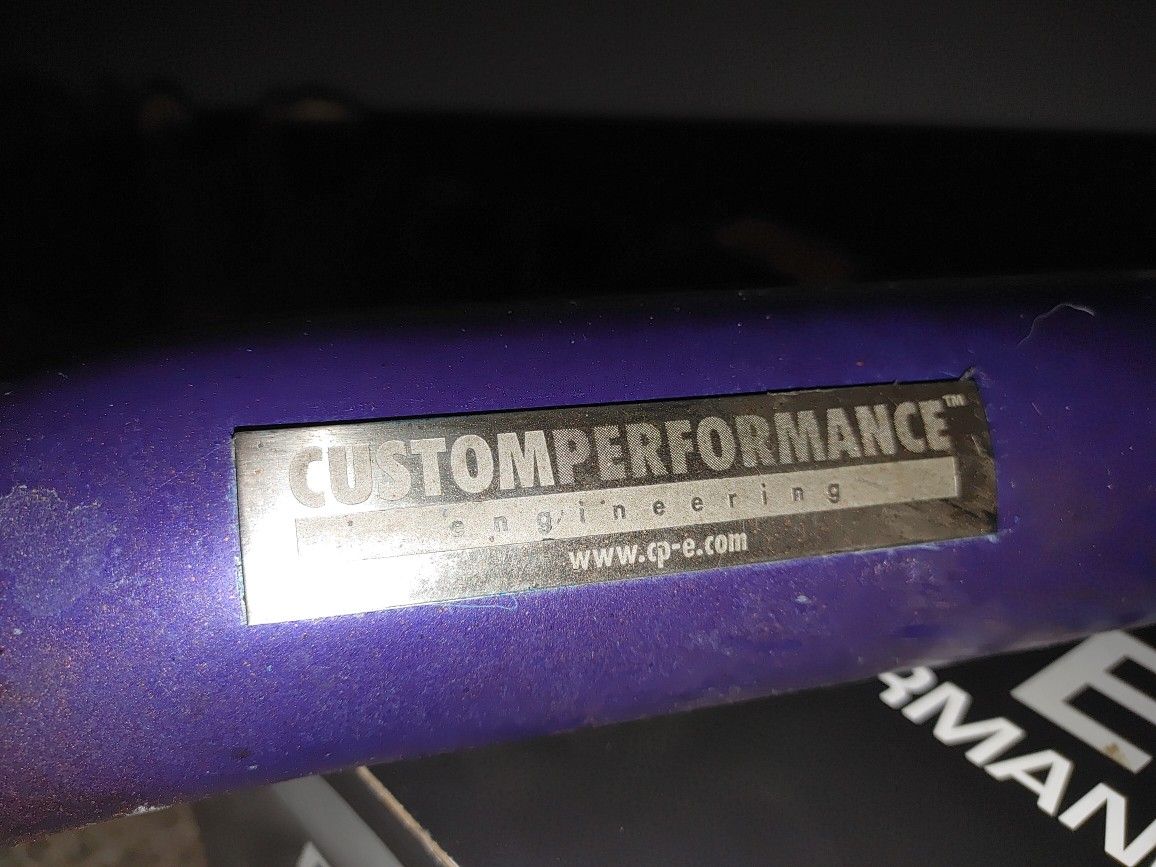 CUSTOMPERFORMANCE™
engineering
www.cp-e.com
E
RMAN